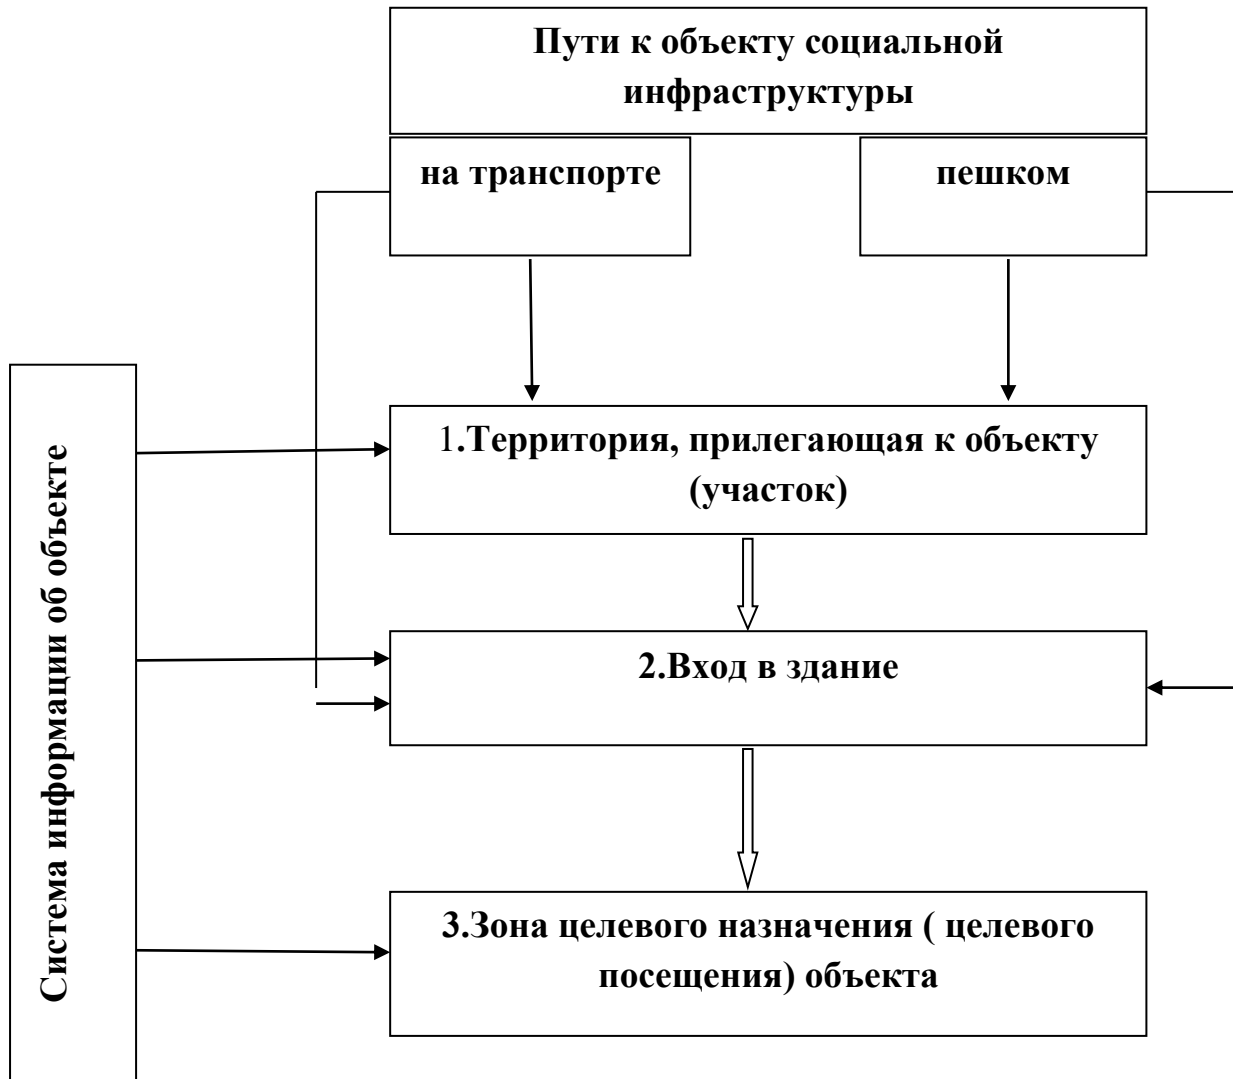 Пути к объекту социальной
инфраструктуры
на транспорте
пешком
Система информации об объекте
1.Территория, прилегающая к объекту
(участок)
2.Вход в здание
3.Зона целевого назначения ( целевого
посещения) объекта